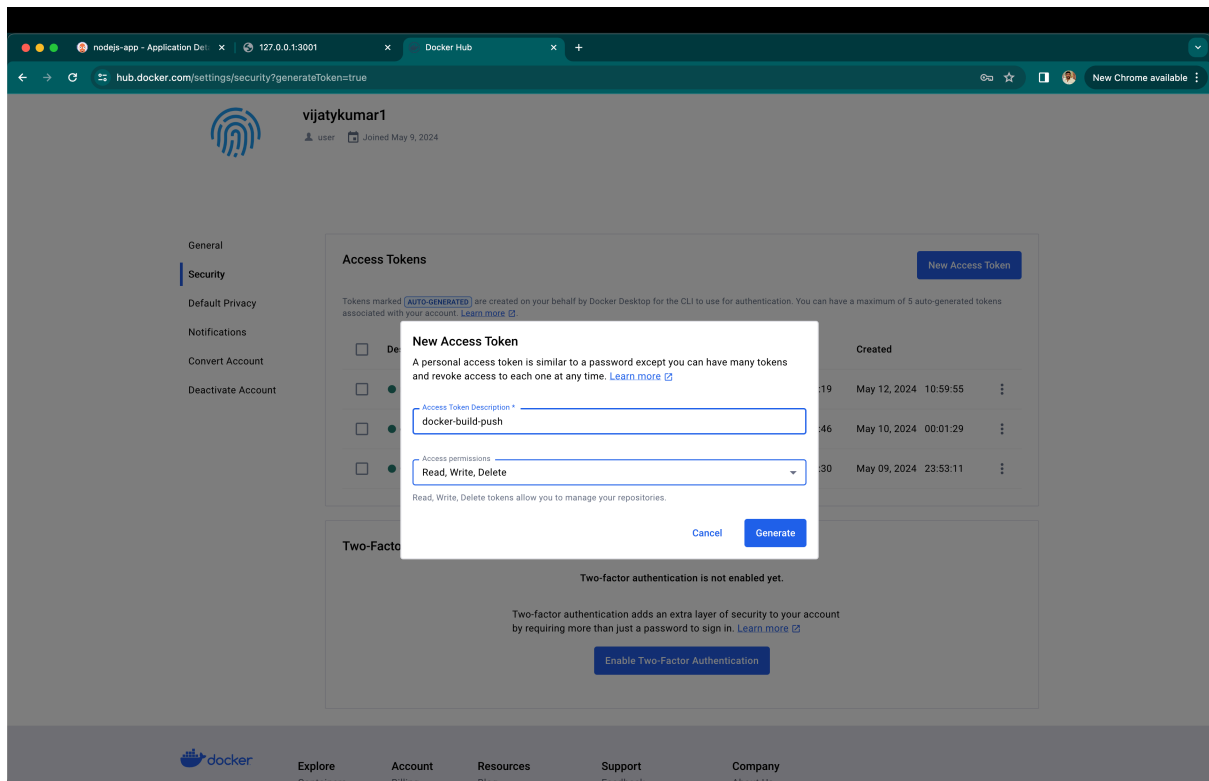 nodejs-app - Application Det
127.0.0.1:3001
Docker Hub
hub.docker.com/settings/security?generateToken=true
New Chrome available
vijatykumar1
user Joined May 9, 2024
General
Security
Default Privacy
Notifications
Convert Account
Deactivate Account
Access Tokens
New Access Token
Tokens marked AUTO-GENERATED are created on your behalf by Docker Desktop for the CLI to use for authentication. You can have a maximum of 5 auto-generated tokens
associated with your account. Learn more
Des
Created
:19 May 12, 2024 10:59:55
:46 May 10, 2024 00:01:29
:30 May 09, 2024 23:53:11
New Access Token
A personal access token is similar to a password except you can have many tokens
and revoke access to each one at any time. Learn more
Access Token Description *
docker-build-push
Access permissions
Read, Write, Delete
Read, Write, Delete tokens allow you to manage your repositories.
Cancel
Generate
Two-Facto
Two-factor authentication is not enabled yet.
Two-factor authentication adds an extra layer of security to your account
by requiring more than just a password to sign in. Learn more
Enable Two-Factor Authentication
docker
Explore Account Resources Support Company